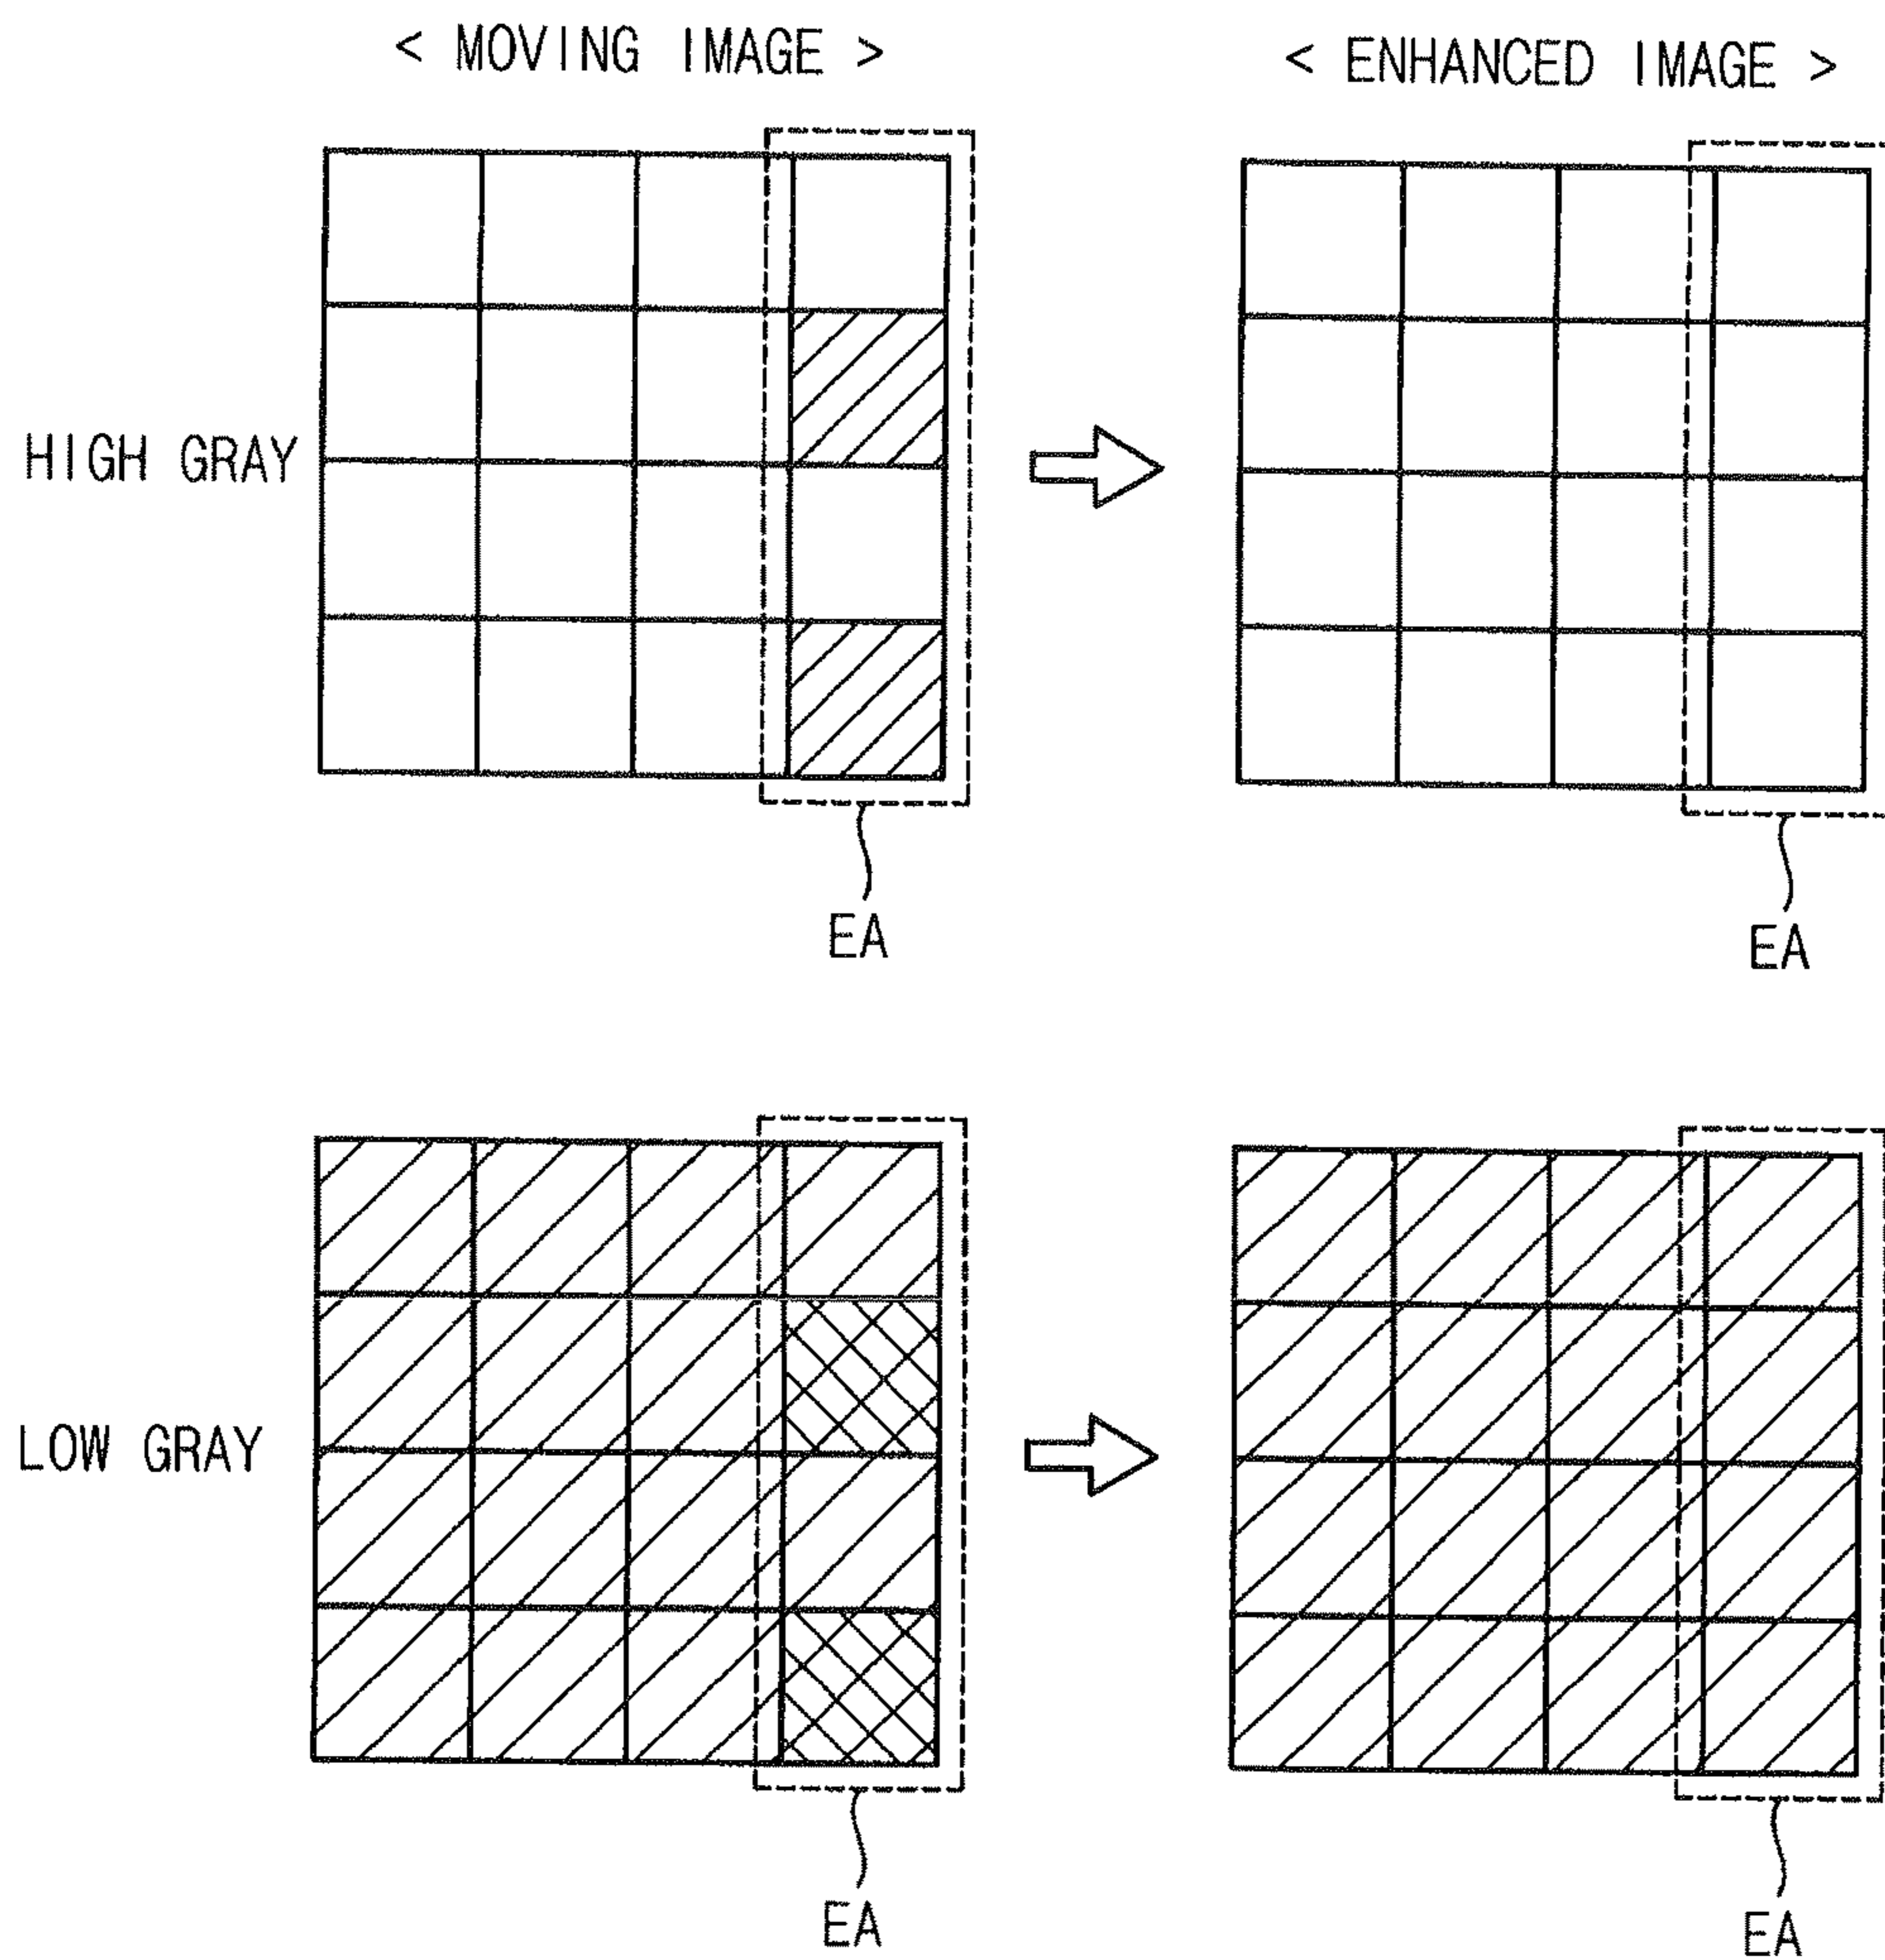 < MOVING IMAGE >
< ENHANCED IMAGE >
HIGH GRAY
EA
EA
LOW GRAY
EA
EA